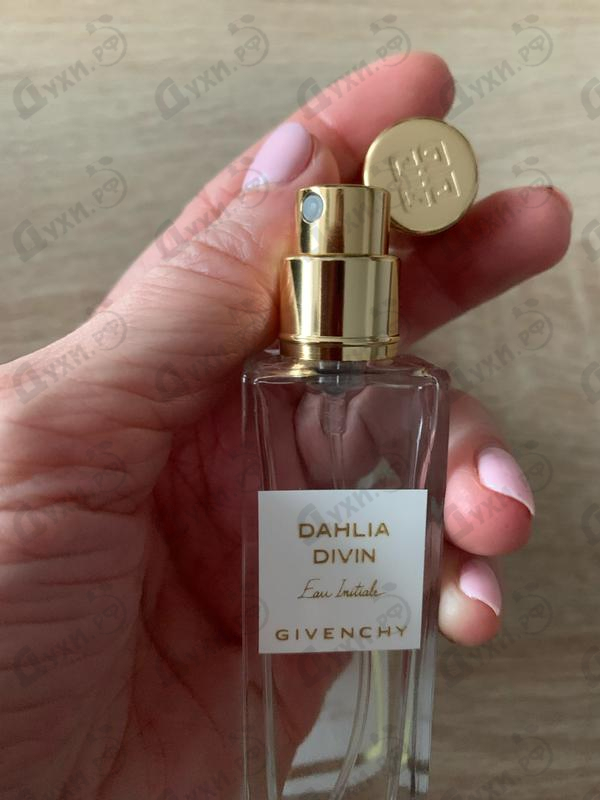 DAHLIA
DIVIN
Eau Initiale
GIVENCHY
Духи.РФ